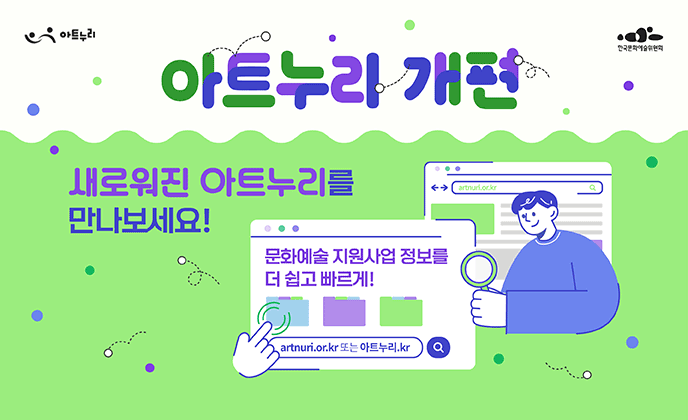 아트누리
한국문화예술위원회
아트누리 개편
새로워진 아트누리를
만나보세요!
artnuri.or.kr
문화예술 지원사업 정보를
더 쉽고 빠르게!
artnuri.or.kr 또는 아트누리.kr